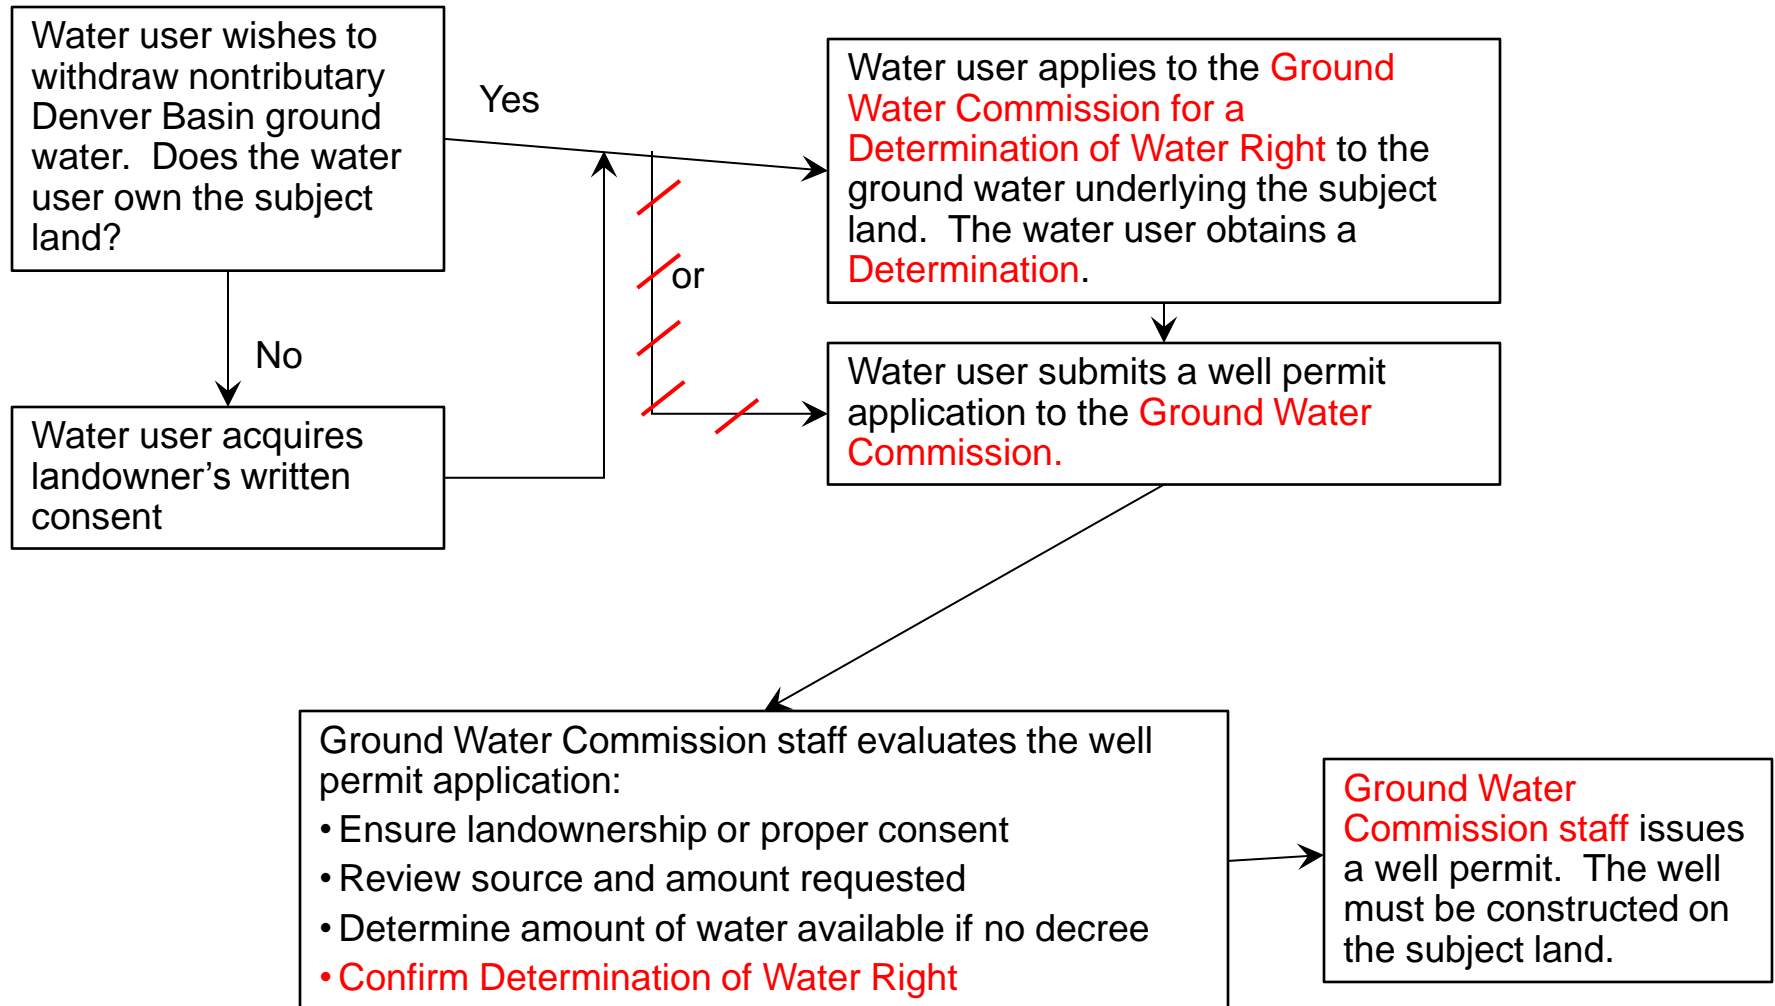 Water user wishes to
withdraw nontributary
Denver Basin ground
water.  Does the water
user own the subject
land?
Yes
Water user applies to the Ground
Water Commission for a
Determination of Water Right to the
ground water underlying the subject
land.  The water user obtains a
Determination.
or
No
Water user submits a well permit
application to the Ground Water
Commission.
Water user acquires
landowner’s written
consent
Ground Water Commission staff evaluates the well
permit application:
• Ensure landownership or proper consent
• Review source and amount requested
• Determine amount of water available if no decree
• Confirm Determination of Water Right
Ground Water
Commission staff issues
a well permit.  The well
must be constructed on
the subject land.